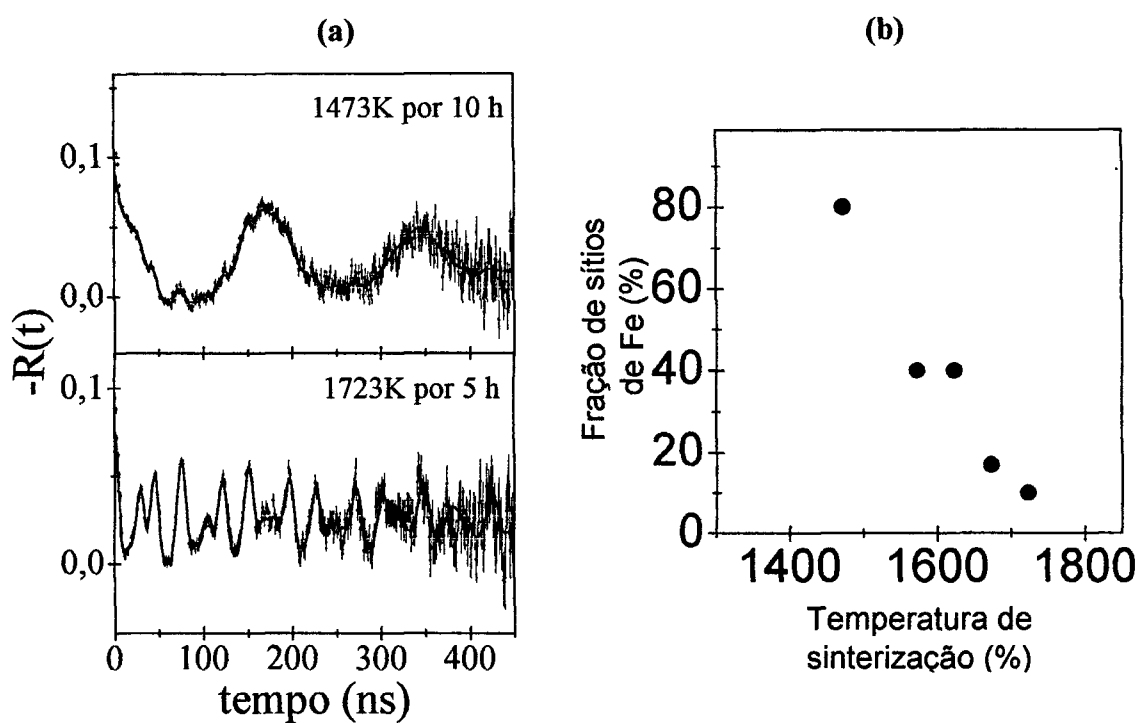 (a)
1473K por 10 h
0,1
0,0
1723K por 5 h
0,1
0,0
-R(t)
0 100 200 300 400
tempo (ns)
(b)
80
60
40
20
0
Fração de sítios
de Fe (%)
1400 1600 1800
Temperatura de
sinterização (%)